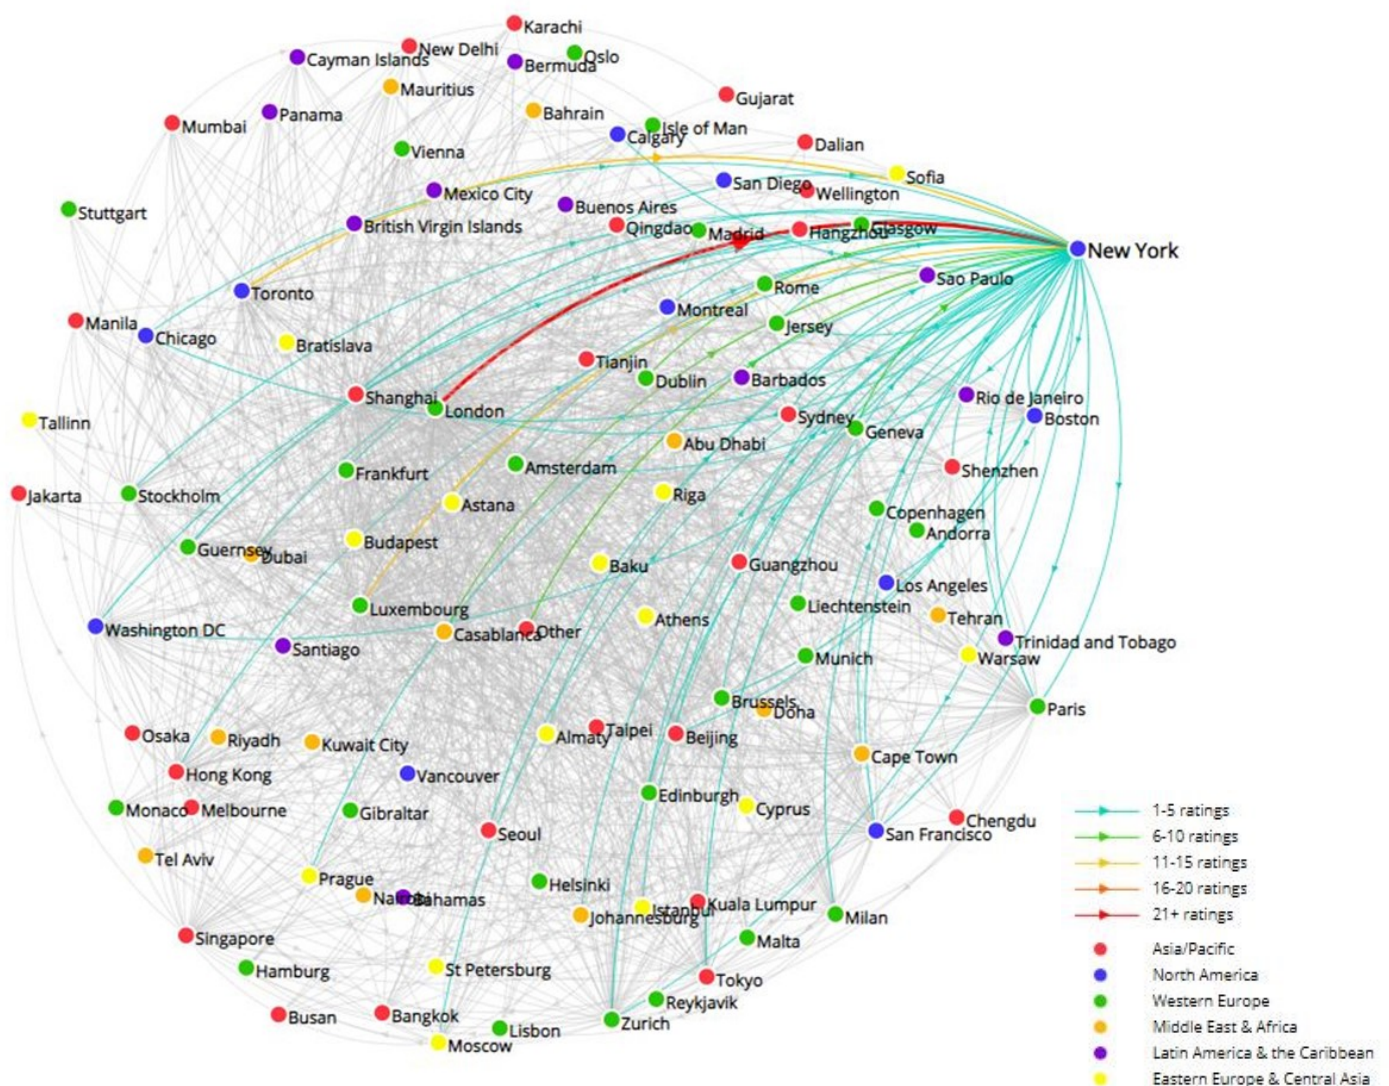 Karachi
New Delhi
Cayman Islands
Oslo
Bermuda
Mauritius
Gujarat
Bahrain
Panama
Mumbai
Isle of Man
Calgary
Dalian
Vienna
Sofia
San Diego
Mexico City
Wellington
Buenos Aires
Stuttgart
British Virgin Islands
Qingdao
Madrid
Hangzhou
Glasgow
New York
Sao Paulo
Rome
Toronto
Montreal
Manila
Jersey
Chicago
Bratislava
Tianjin
Dublin
Barbados
Shanghai
Rio de Janeiro
London
Sydney
Boston
Tallinn
Geneva
Abu Dhabi
Amsterdam
Shenzhen
Frankfurt
Jakarta
Stockholm
Riga
Astana
Copenhagen
Andorra
Budapest
Guernsey
Dubai
Baku
Guangzhou
Los Angeles
Luxembourg
Liechtenstein
Tehran
Athens
Washington DC
Casablanca
Other
Trinidad and Tobago
Santiago
Munich
Warsaw
Brussels
Paris
Doha
Taipei
Osaka
Riyadh
Kuwait City
Almaty
Beijing
Cape Town
Hong Kong
Vancouver
Edinburgh
Monaco
Melbourne
Gibraltar
Cyprus
Chengdu
Seoul
San Francisco
Tel Aviv
Prague
Helsinki
Nairobi
Bahamas
Istanbul
Kuala Lumpur
Johannesburg
Milan
Singapore
Malta
Hamburg
St Petersburg
Tokyo
Reykjavik
Busan
Bangkok
Zurich
Lisbon
Moscow
1-5 ratings
6-10 ratings
11-15 ratings
16-20 ratings
21+ ratings
Asia/Pacific
North America
Western Europe
Middle East & Africa
Latin America & the Caribbean
Eastern Europe & Central Asia